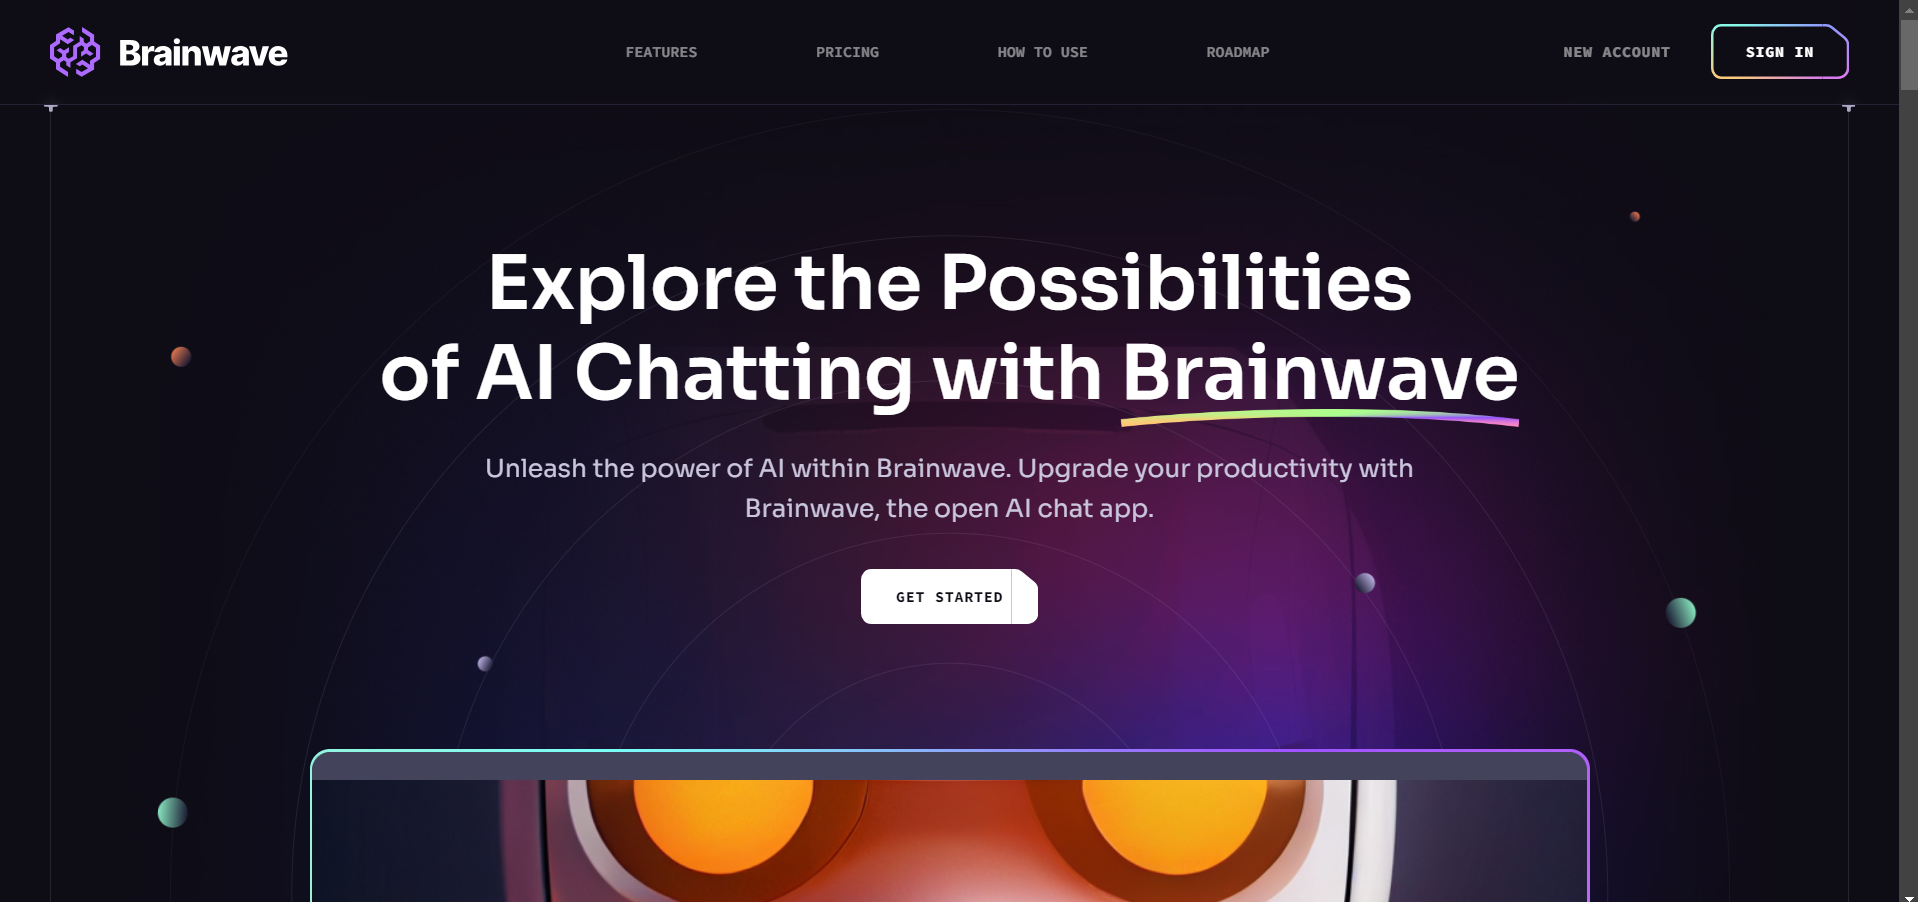 Brainwave
FEATURES
PRICING
HOW TO USE
ROADMAP
NEW ACCOUNT
SIGN IN
Explore the Possibilities
of AI Chatting with Brainwave
Unleash the power of AI within Brainwave. Upgrade your productivity with
Brainwave, the open AI chat app.
GET STARTED